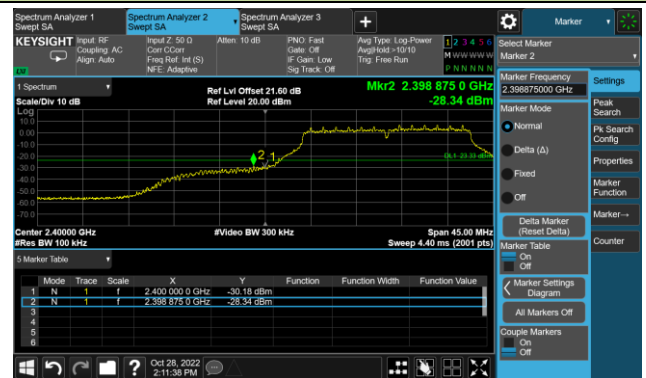 Spectrum Analyzer 1
Swept SA
Spectrum Analyzer 2
Swept SA
Spectrum Analyzer 3
Swept SA
+
Marker
KEYSIGHT
Input: RF
Coupling: AC
Align: Auto
Input Z: 50 Ω
Corr CCorr
Freq Ref: Int (S)
NFE: Adaptive
Atten: 10 dB
PNO: Fast
Gate: Off
IF Gain: Low
Sig Track: Off
Avg Type: Log-Power
Avg|Hold:>10/10
Trig: Free Run
1 2 3 4 5 6
M W W W W W
P N N N N N
LXI
Select Marker
Marker 2
1 Spectrum
Scale/Div 10 dB
Ref Lvl Offset 21.60 dB
Ref Level 20.00 dBm
Mkr2 2.398 875 0 GHz
-28.34 dBm
Log
10.0
0.00
-10.0
-20.0
-30.0
-40.0
-50.0
-60.0
-70.0
2
1
DL1 -23.33 dBm
Center 2.40000 GHz
#Res BW 100 kHz
#Video BW 300 kHz
Span 45.00 MHz
Sweep 4.40 ms (2001 pts)
5 Marker Table
Mode Trace Scale X Y Function Function Width Function Value
1 N 1 f 2.400 000 0 GHz -30.18 dBm
2 N 1 f 2.398 875 0 GHz -28.34 dBm
3
4
5
6
Marker Frequency
2.398875000 GHz
Marker Mode
Normal
Delta (Δ)
Fixed
Off
Delta Marker
(Reset Delta)
Marker Table
On
Off
Marker Settings
Diagram
All Markers Off
Couple Markers
On
Off
Settings
Peak
Search
Pk Search
Config
Properties
Marker
Function
Marker→
Counter
?
Oct 28, 2022
2:11:38 PM